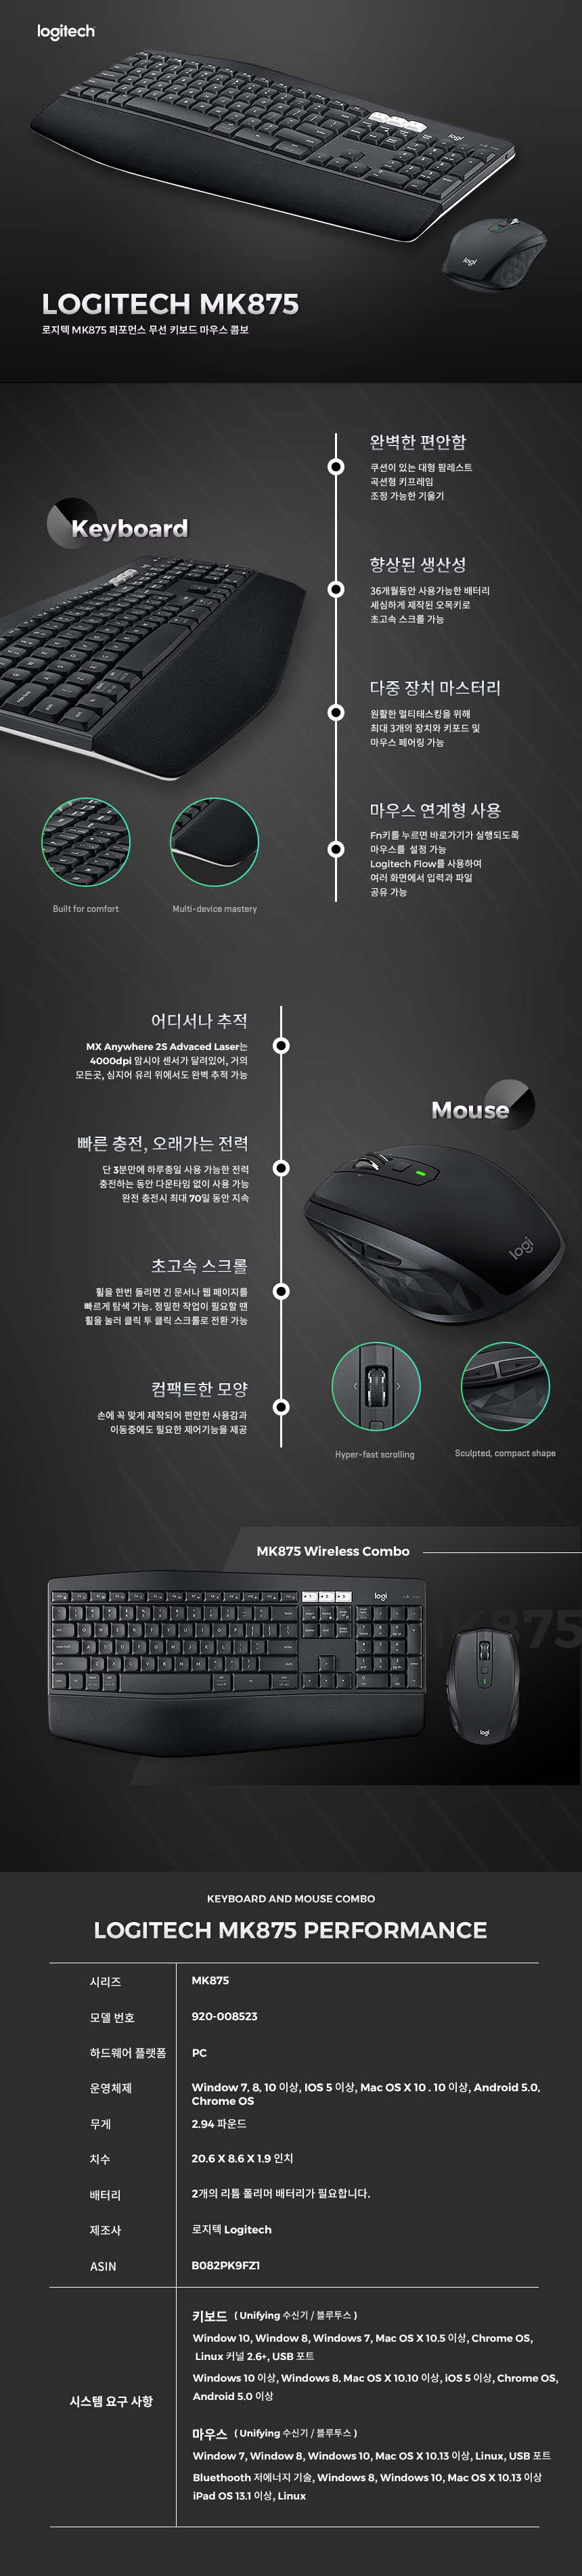 logitech
logi
logi
LOGITECH MK875
로지텍 MK875 퍼포먼스 무선 키보드 마우스 콤보
완벽한 편안함
쿠션이 있는 대형 팜레스트
곡선형 키프레임
조정 가능한 기울기
Keyboard
향상된 생산성
36개월동안 사용가능한 배터리
세심하게 제작된 오목키로
초고속 스크롤 가능
다중 장치 마스터리
원활한 멀티태스킹을 위해
최대 3개의 장치와 키포드 및
마우스 페어링 가능
마우스 연계형 사용
Fn키를 누르면 바로가기가 실행되도록
마우스를 설정 가능
Logitech Flow를 사용하여
여러 화면에서 입력과 파일
공유 가능
Built for comfort
Multi-device mastery
어디서나 추적
MX Anywhere 2S Advaced Laser는
4000dpi 암시야 센서가 달려있어, 거의
모든곳, 심지어 유리 위에서도 완벽 추적 가능
Mouse
빠른 충전, 오래가는 전력
단 3분만에 하루종일 사용 가능한 전력
충전하는 동안 다운타임 없이 사용 가능
완전 충전시 최대 70일 동안 지속
logi
초고속 스크롤
휠을 한번 돌리면 긴 문서나 웹 페이지를
빠르게 탐색 가능. 정밀한 작업이 필요할 땐
휠을 눌러 클릭 투 클릭 스크롤로 전환 가능
컴팩트한 모양
손에 꼭 맞게 제작되어 편안한 사용감과
이동중에도 필요한 제어기능을 제공
Hyper-fast scrolling
Sculpted, compact shape
MK875 Wireless Combo
logi
logi
KEYBOARD AND MOUSE COMBO
LOGITECH MK875 PERFORMANCE
시리즈 MK875
모델 번호 920-008523
하드웨어 플랫폼 PC
운영체제 Window 7, 8, 10 이상, IOS 5 이상, Mac OS X 10 . 10 이상, Android 5.0,
Chrome OS
무게 2.94 파운드
치수 20.6 X 8.6 X 1.9 인치
배터리 2개의 리튬 폴리머 배터리가 필요합니다.
제조사 로지텍 Logitech
ASIN B082PK9FZ1
시스템 요구 사항
키보드 ( Unifying 수신기 / 블루투스 )
Window 10, Window 8, Windows 7, Mac OS X 10.5 이상, Chrome OS,
Linux 커널 2.6+, USB 포트
Windows 10 이상, Windows 8, Mac OS X 10.10 이상, iOS 5 이상, Chrome OS,
Android 5.0 이상
마우스 ( Unifying 수신기 / 블루투스 )
Window 7, Window 8, Windows 10, Mac OS X 10.13 이상, Linux, USB 포트
Bluethooth 저에너지 기술, Windows 8, Windows 10, Mac OS X 10.13 이상
iPad OS 13.1 이상, Linux